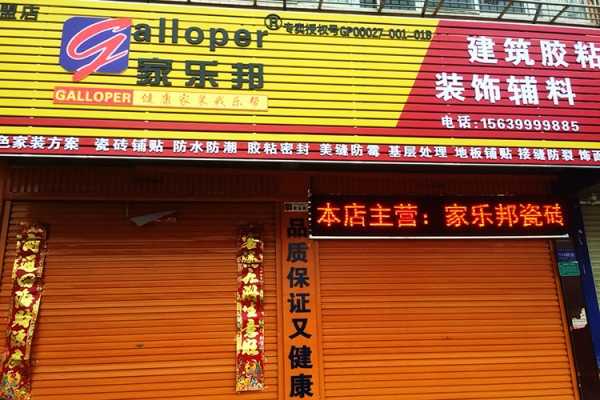 盟店
Galloper® 专卖授权号GP00027-001-018
家乐邦
GALLOPER 健康家装我乐帮
建筑胶粘
装饰辅料
电话:15639999885
色家装方案 瓷砖铺贴 防水防潮 胶粘密封 美缝防霉 基层处理 地板铺贴 接缝防裂 饰面
本店主营：家乐邦瓷砖
品质保证又健康